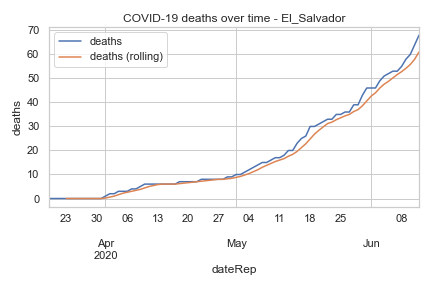 COVID-19 deaths over time - El_Salvador
deaths
deaths (rolling)
deaths
70
60
50
40
30
20
10
0
23 30 06 13 20 27 04 11 18 25 08
Apr May Jun
2020
dateRep